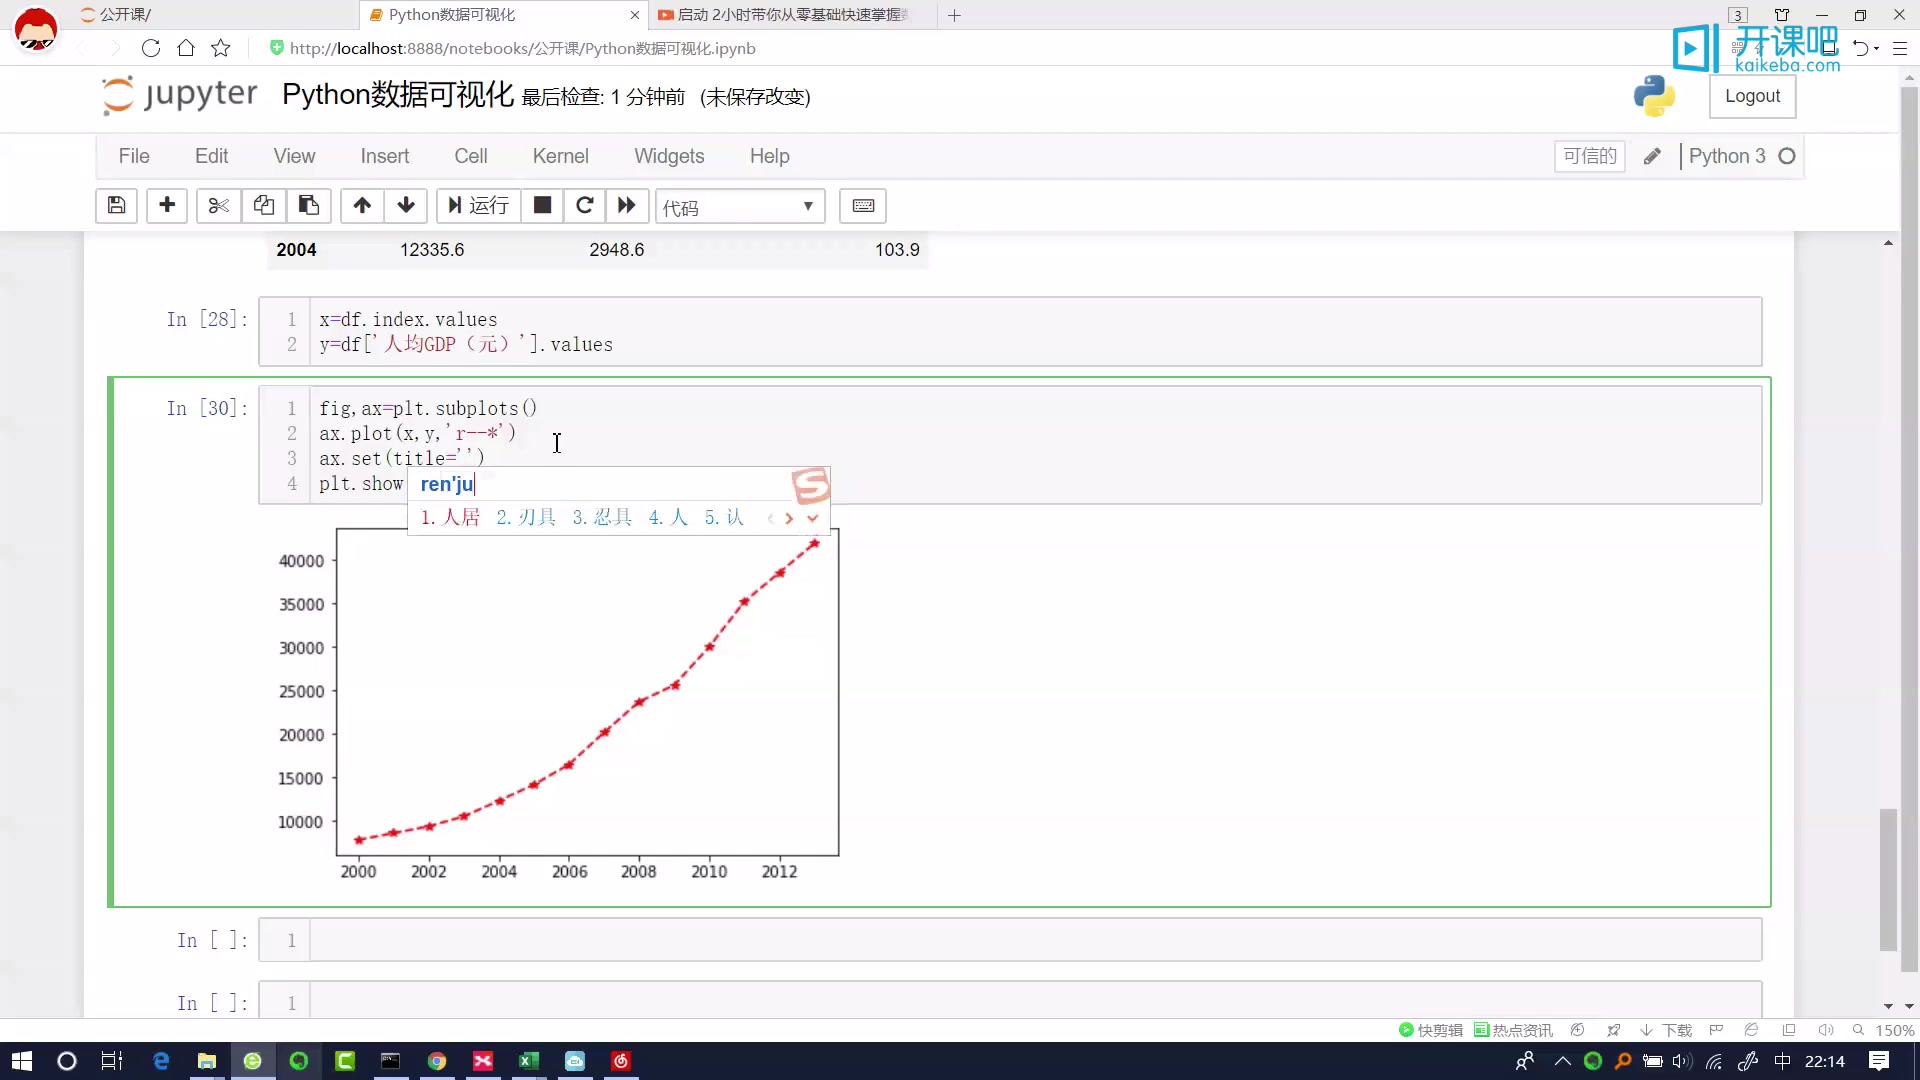 公开课/
Python数据可视化
启动 2小时带你从零基础快速掌握
3
http://localhost:8888/notebooks/公开课/Python数据可视化.ipynb
开课吧
kaikeba.com
jupyter
Python数据可视化 最后检查: 1 分钟前 (未保存改变)
Logout
File Edit View Insert Cell Kernel Widgets Help
可信的
Python 3
运行
代码
2004 12335.6 2948.6 103.9
In [28]:
1 x=df.index.values
2 y=df['人均GDP（元）'].values
In [30]:
1 fig,ax=plt.subplots()
2 ax.plot(x,y,'r--*')
3 ax.set(title='')
4 plt.show
ren'ju
1.人居 2.刃具 3.忍具 4.人 5.认
40000
35000
30000
25000
20000
15000
10000
2000 2002 2004 2006 2008 2010 2012
In [ ]: 1
In [ ]: 1
快剪辑 热点资讯 下载 150%
中 22:14